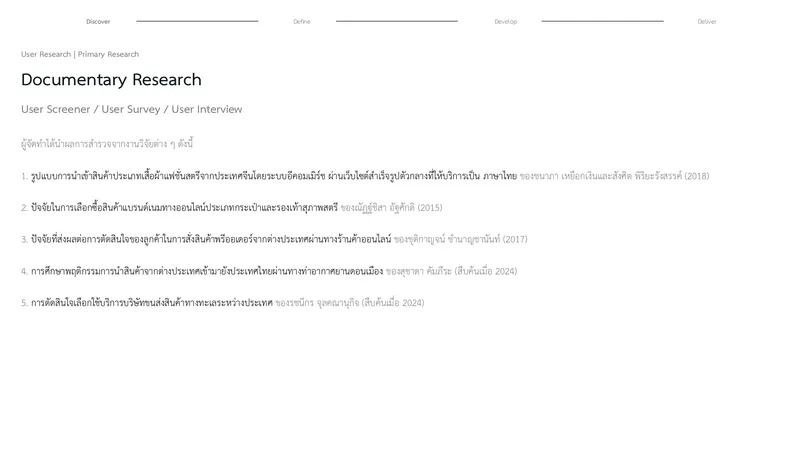 Discover
Define
Develop
Deliver
User Research | Primary Research
Documentary Research
User Screener / User Survey / User Interview
ผู้จัดทำได้นำผลการสำรวจจากงานวิจัยต่าง ๆ ดังนี้
1. รูปแบบการนำเข้าสินค้าประเภทเสื้อผ้าแฟชั่นสตรีจากประเทศจีนโดยระบบอีคอมเมิร์ซ ผ่านเว็บไซต์สำเร็จรูปตัวกลางที่ให้บริการเป็น ภาษาไทย ของชนาภา เหยือกเงินและสังศิต พิริยะรังสรรค์ (2018)
2. ปัจจัยในการเลือกซื้อสินค้าแบรนด์เนมทางออนไลน์ประเภทกระเป๋าและรองเท้าสุภาพสตรี ของณัฏฐ์ชิสา อัฐศักดิ (2015)
3. ปัจจัยที่ส่งผลต่อการตัดสินใจของลูกค้าในการสั่งสินค้าพรีออเดอร์จากต่างประเทศผ่านทางร้านค้าออนไลน์ ของชุติกาญจน์ ชำนาญชานันท์ (2017)
4. การศึกษาพฤติกรรมการนำสินค้าจากต่างประเทศเข้ามายังประเทศไทยผ่านทางท่าอากาศยานดอนเมือง ของสุชาดา คัมภีระ (สืบค้นเมื่อ 2024)
5. การตัดสินใจเลือกใช้บริการบริษัทขนส่งสินค้าทางทะเลระหว่างประเทศ ของรชนีกร จุลคณานุกิจ (สืบค้นเมื่อ 2024)